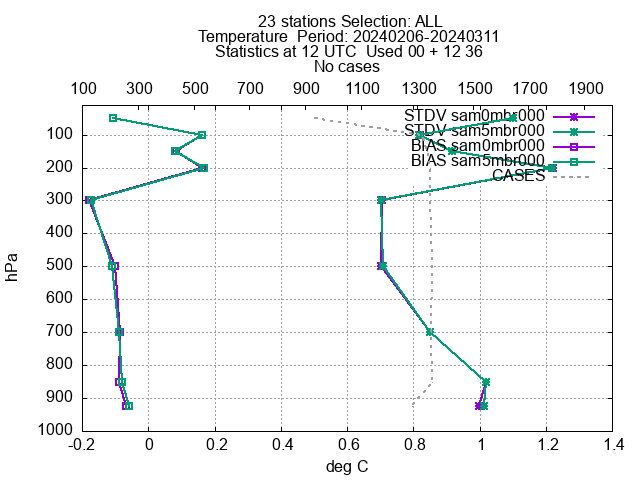 23 stations Selection: ALL
Temperature  Period: 20240206-20240311
Statistics at 12 UTC  Used 00 + 12 36
No cases
100 300 500 700 900 1100 1300 1500 1700 1900
STDV sam0mbr000
STDV sam5mbr000
BIAS sam0mbr000
BIAS sam5mbr000
CASES
100
200
300
400
500
600
700
800
900
1000
hPa
-0.2 0 0.2 0.4 0.6 0.8 1 1.2 1.4
deg C